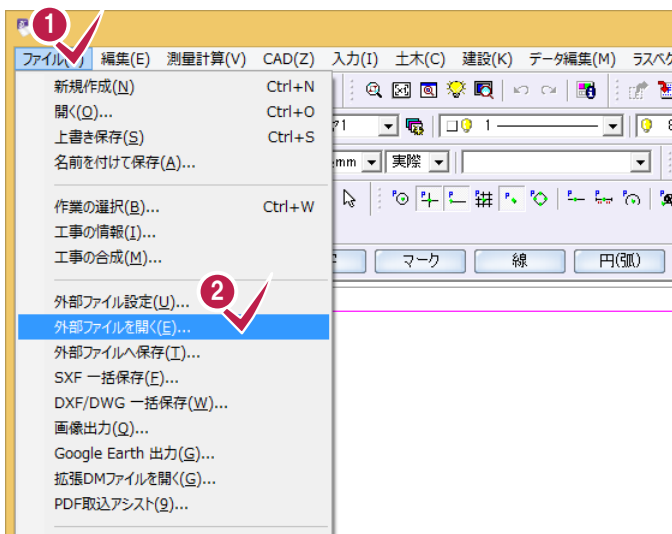 1
ファイル 編集(E) 測量計算(V) CAD(Z) 入力(I) 土木(C) 建設(K) データ編集(M) ラスベク
新規作成(N) Ctrl+N
開く(O)... Ctrl+O
上書き保存(S) Ctrl+S
名前を付けて保存(A)...
作業の選択(B)... Ctrl+W
工事の情報(I)...
工事の合成(M)...
外部ファイル設定(U)...
2
外部ファイルを開く(E)...
外部ファイルへ保存(T)...
SXF 一括保存(F)...
DXF/DWG 一括保存(W)...
画像出力(Q)...
Google Earth 出力(G)...
拡張DMファイルを開く(G)...
PDF取込アシスト(9)...
1
mm 実際
マーク 線 円(弧)